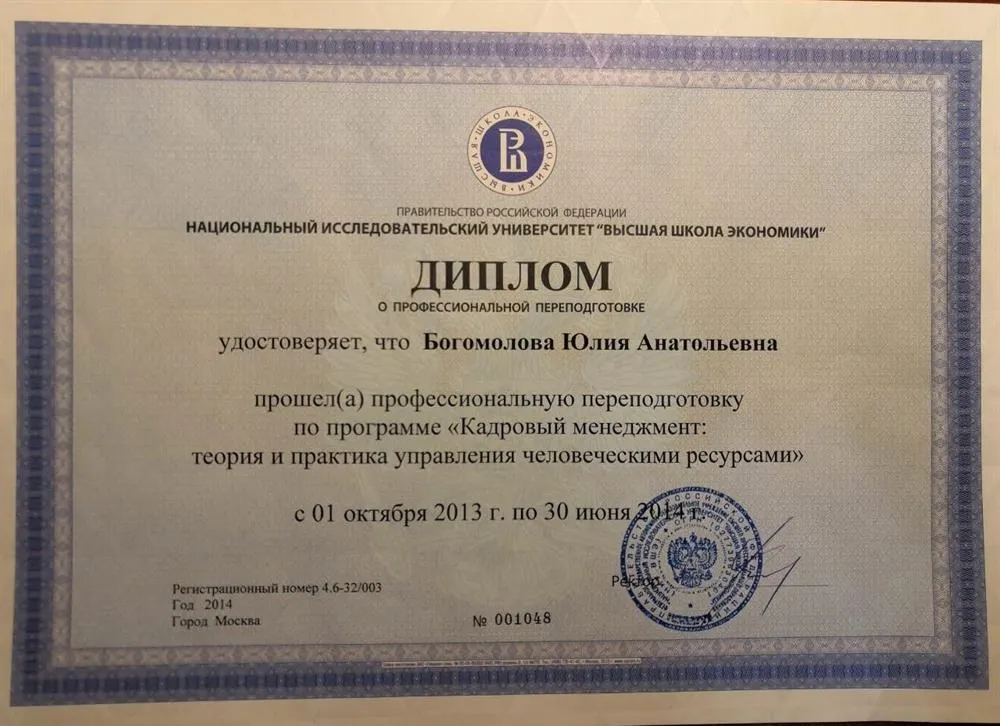 ВЫСШАЯ ШКОЛА ЭКОНОМИКИ
ПРАВИТЕЛЬСТВО РОССИЙСКОЙ ФЕДЕРАЦИИ
НАЦИОНАЛЬНЫЙ ИССЛЕДОВАТЕЛЬСКИЙ УНИВЕРСИТЕТ "ВЫСШАЯ ШКОЛА ЭКОНОМИКИ"
ДИПЛОМ
О ПРОФЕССИОНАЛЬНОЙ ПЕРЕПОДГОТОВКЕ
удостоверяет, что Богомолова Юлия Анатольевна
прошел(а) профессиональную переподготовку
по программе «Кадровый менеджмент:
теория и практика управления человеческими ресурсами»
с 01 октября 2013 г. по 30 июня 2014 г.
Ректор
Регистрационный номер 4.6-32/003
Год 2014
Город Москва
№ 001048